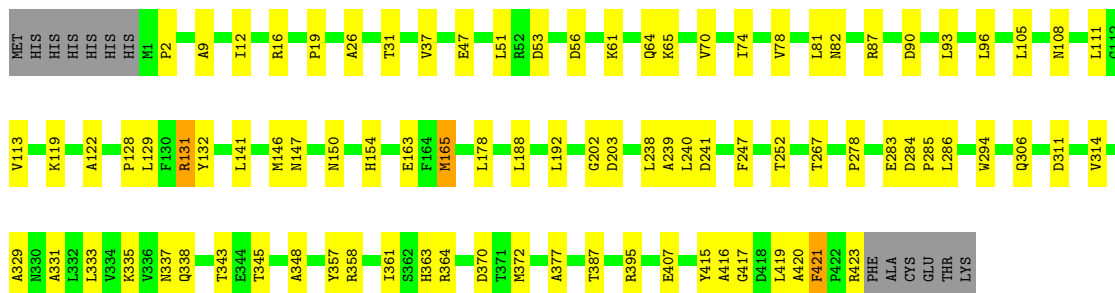 MET HIS HIS HIS HIS HIS HIS M1 P2 A9 I12 R16 P19 A26 T31 V37 E47 L51 R52 D53 D56 K61 Q64 K65 V70 I74 V78 L81 N82 R87 D90 L93 L96 L105 N108 L111 G112
V113 K119 A122 P128 L129 F130 R131 Y132 L141 M146 N147 N150 H154 E163 F164 M165 L178 L188 L192 G202 D203 L238 A239 L240 D241 F247 T252 T267 P278 E283 D284 P285 L286 W294 Q306 D311 V314
A329 N330 A331 L332 L333 V334 K335 V336 N337 Q338 T343 E344 T345 A348 Y357 R358 I361 S362 H363 R364 D370 T371 M372 A377 T387 R395 E407 Y415 A416 G417 D418 L419 A420 F421 P422 R423 PHE ALA CYS GLU THR LYS